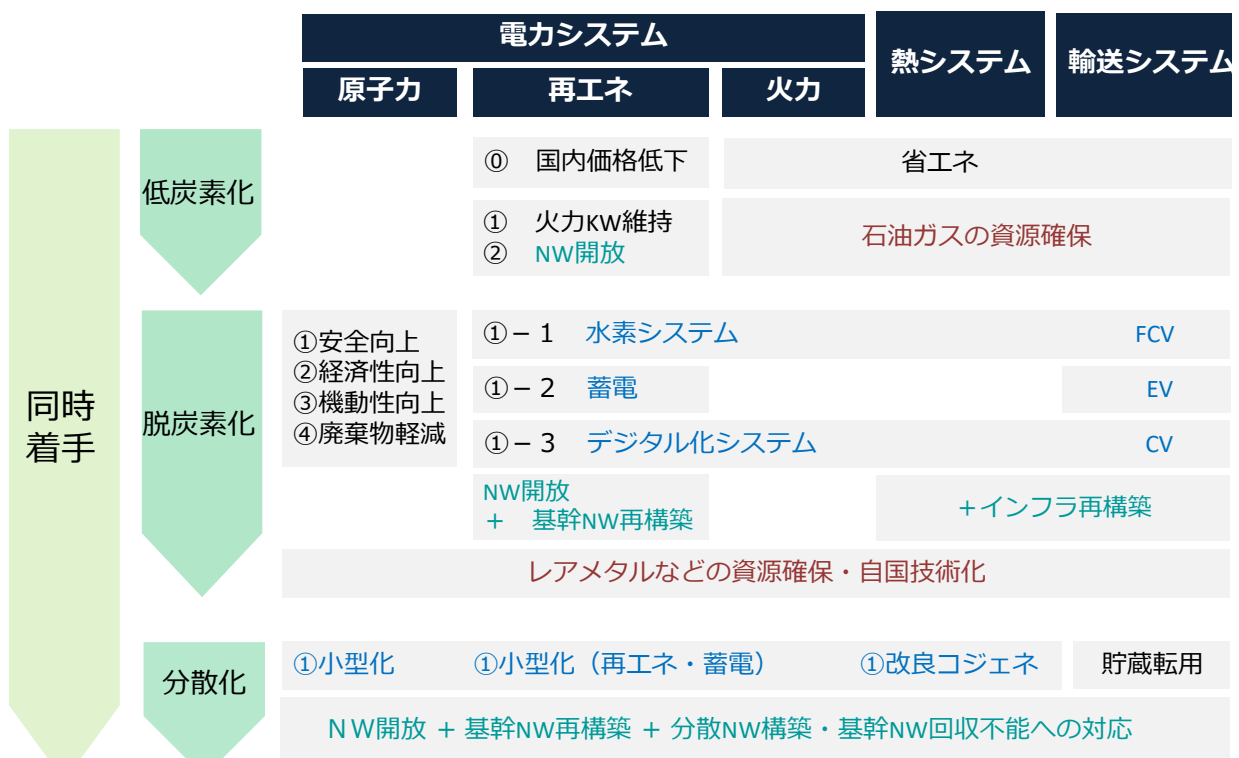 電力システム
熱システム
輸送システム
原子力
再エネ
火力
同時
着手
低炭素化
⓪ 国内価格低下
省エネ
① 火力KW維持
② NW開放
石油ガスの資源確保
脱炭素化
①安全向上
②経済性向上
③機動性向上
④廃棄物軽減
①－１ 水素システム
FCV
①－２ 蓄電
EV
①－３ デジタル化システム
CV
NW開放
＋ 基幹NW再構築
＋インフラ再構築
レアメタルなどの資源確保・自国技術化
分散化
①小型化
①小型化（再エネ・蓄電）
①改良コジェネ
貯蔵転用
ＮＷ開放 ＋ 基幹NW再構築 ＋ 分散NW構築・基幹NW回収不能への対応